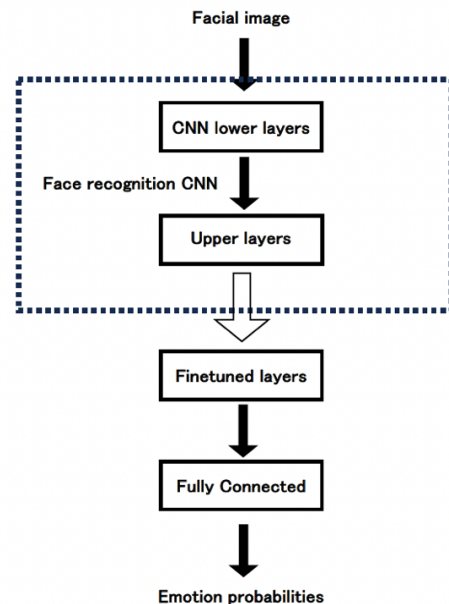 Facial image
CNN lower layers
Face recognition CNN
Upper layers
Finetuned layers
Fully Connected
Emotion probabilities